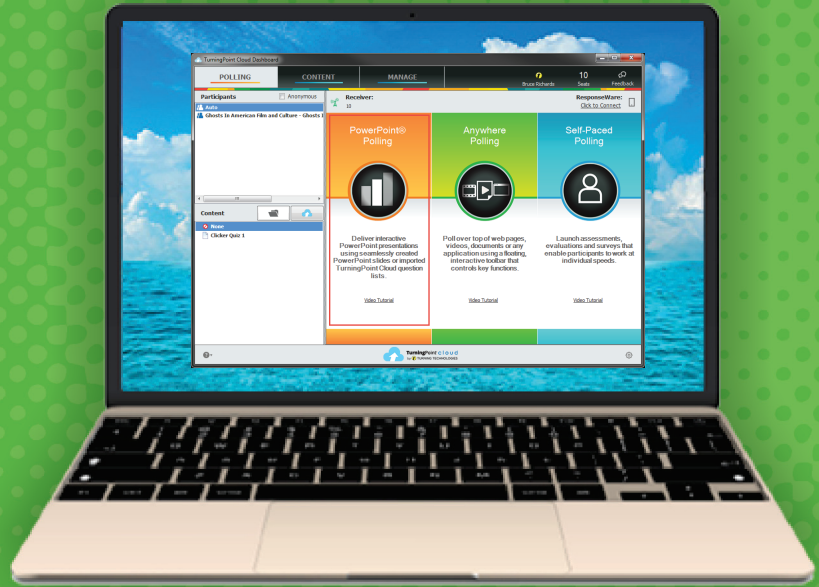 TurningPoint Cloud Dashboard
POLLING
CONTENT
MANAGE
Bruce Richards
10
Seats
Feedback
Participants
Anonymous
Auto
Ghosts In American Film and Culture - Ghosts I
Receiver:
10
ResponseWare:
Click to Connect
Content
None
Clicker Quiz 1
PowerPoint®
Polling
Deliver interactive
PowerPoint presentations
using seamlessly created
PowerPoint slides or imported
TurningPoint Cloud question
lists.
Video Tutorial
Anywhere
Polling
Poll over top of web pages,
videos, documents or any
application using a floating,
interactive toolbar that
controls key functions.
Video Tutorial
Self-Paced
Polling
Launch assessments,
evaluations and surveys that
enable participants to work at
individual speeds.
Video Tutorial
TurningPoint cloud
by TURNING TECHNOLOGIES